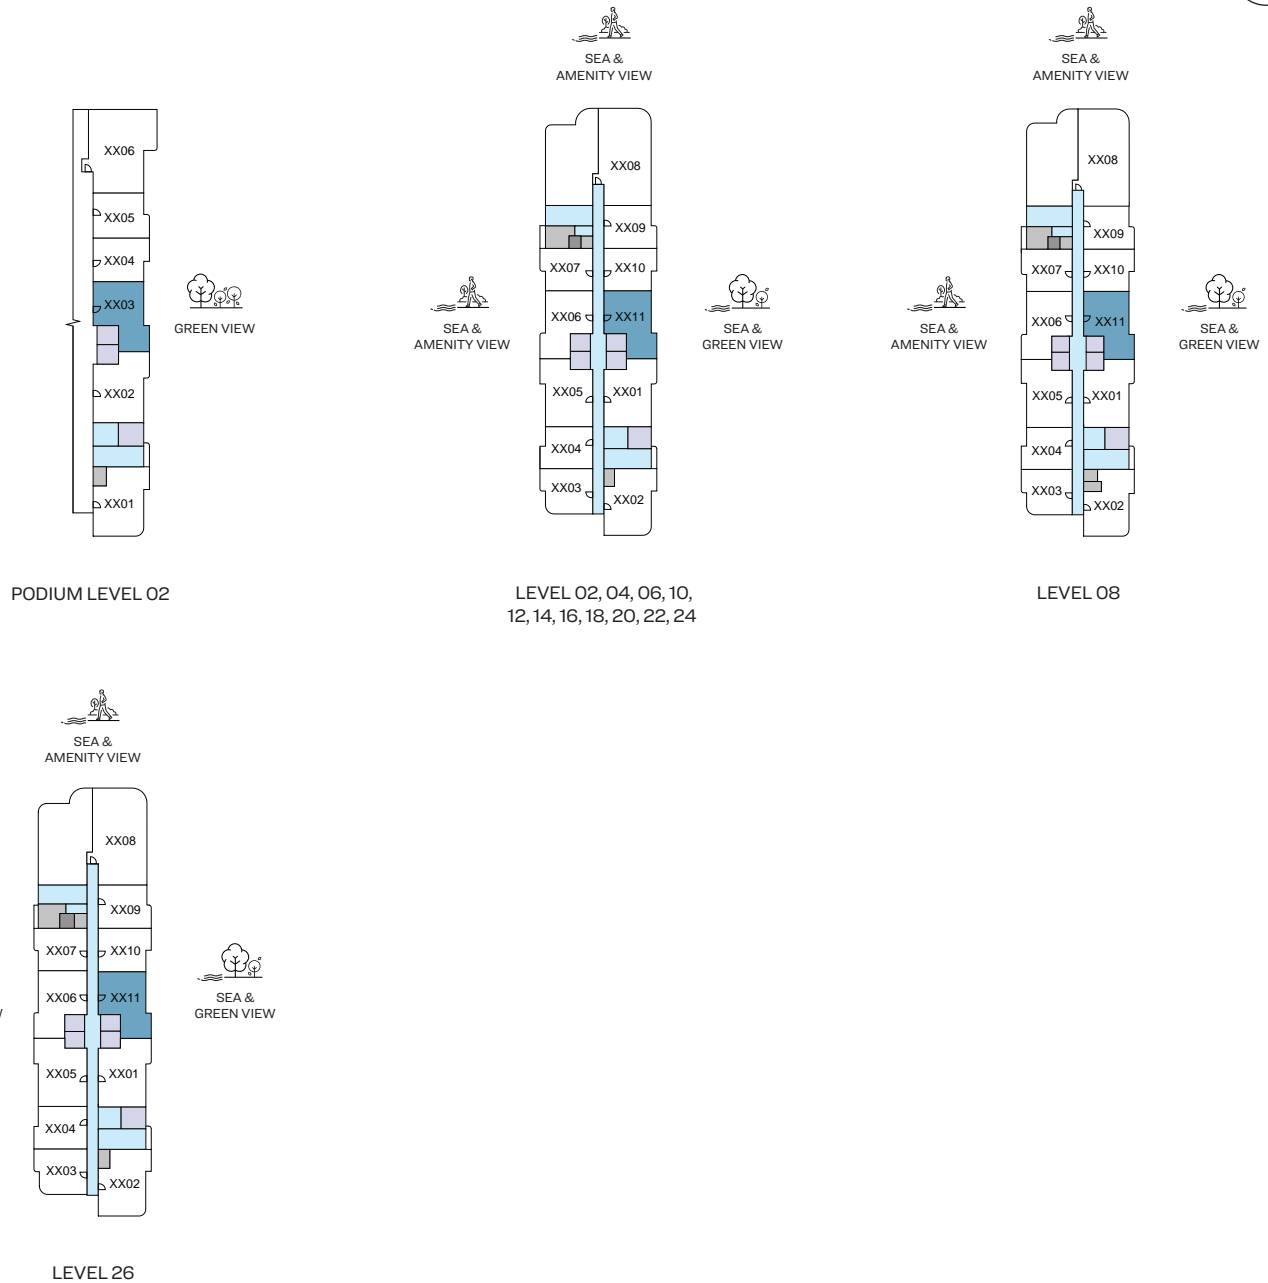 SEA &
AMENITY VIEW
SEA &
AMENITY VIEW
XX06
XX05
XX04
XX03
XX02
XX01
GREEN VIEW
PODIUM LEVEL 02
SEA &
AMENITY VIEW
XX08
XX09
XX07 XX10
XX06 XX11
XX05 XX01
XX04
XX03 XX02
SEA &
GREEN VIEW
LEVEL 02, 04, 06, 10,
12, 14, 16, 18, 20, 22, 24
SEA &
AMENITY VIEW
XX08
XX09
XX07 XX10
XX06 XX11
XX05 XX01
XX04
XX03 XX02
SEA &
GREEN VIEW
LEVEL 08
SEA &
AMENITY VIEW
XX08
XX09
XX07 XX10
XX06 XX11
XX05 XX01
XX04
XX03 XX02
SEA &
GREEN VIEW
LEVEL 26